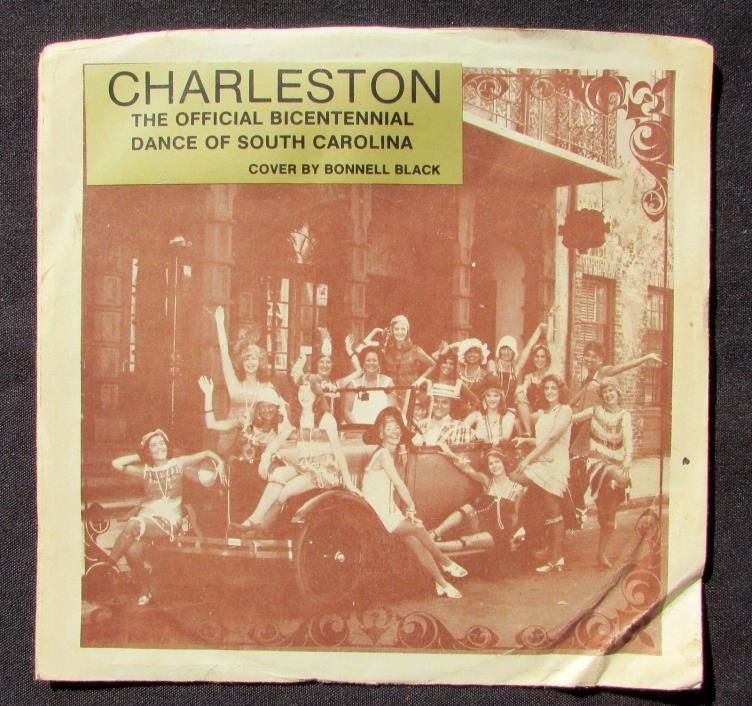 CHARLESTON
THE OFFICIAL BICENTENNIAL
DANCE OF SOUTH CAROLINA
COVER BY BONNELL BLACK